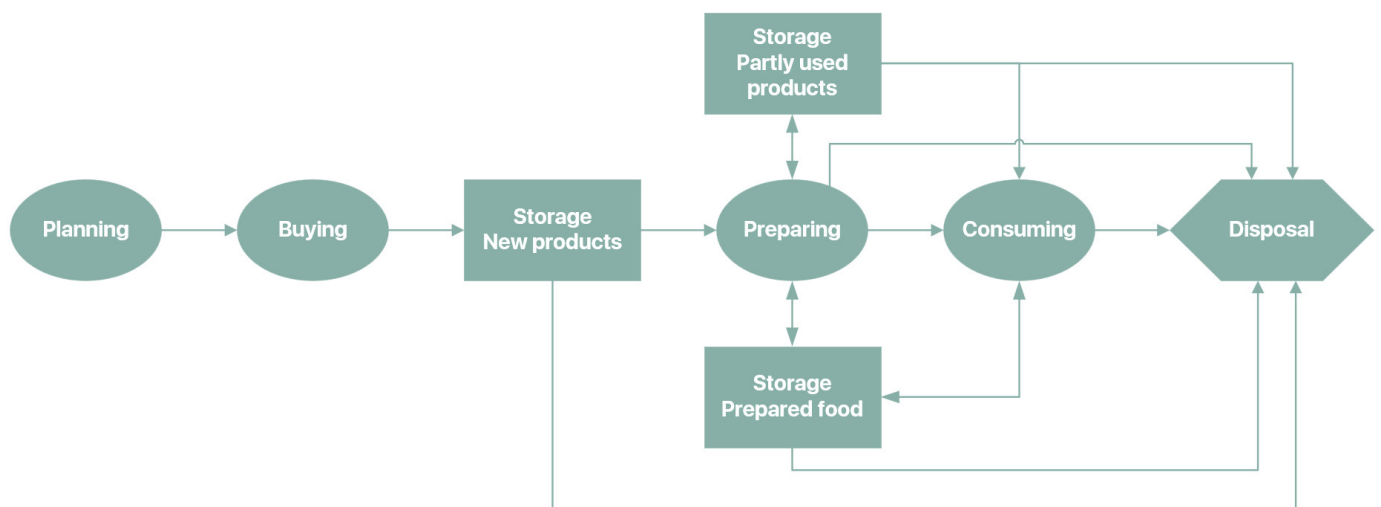 Storage
Partly used
products
Planning
Buying
Storage
New products
Preparing
Consuming
Disposal
Storage
Prepared food